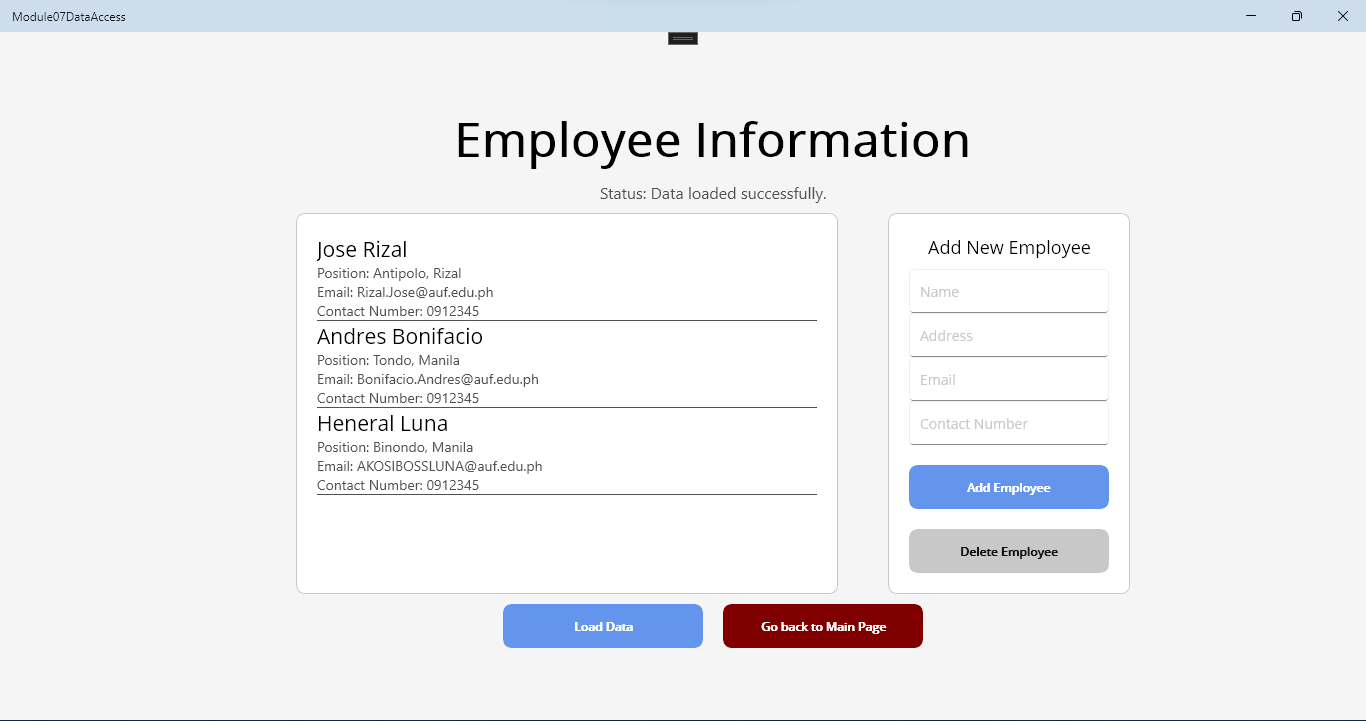 Module07DataAccess
Employee Information
Status: Data loaded successfully.
Jose Rizal
Position: Antipolo, Rizal
Email: Rizal.Jose@auf.edu.ph
Contact Number: 0912345
Andres Bonifacio
Position: Tondo, Manila
Email: Bonifacio.Andres@auf.edu.ph
Contact Number: 0912345
Heneral Luna
Position: Binondo, Manila
Email: AKOSIBOSSLUNA@auf.edu.ph
Contact Number: 0912345
Add New Employee
Name
Address
Email
Contact Number
Add Employee
Delete Employee
Load Data
Go back to Main Page